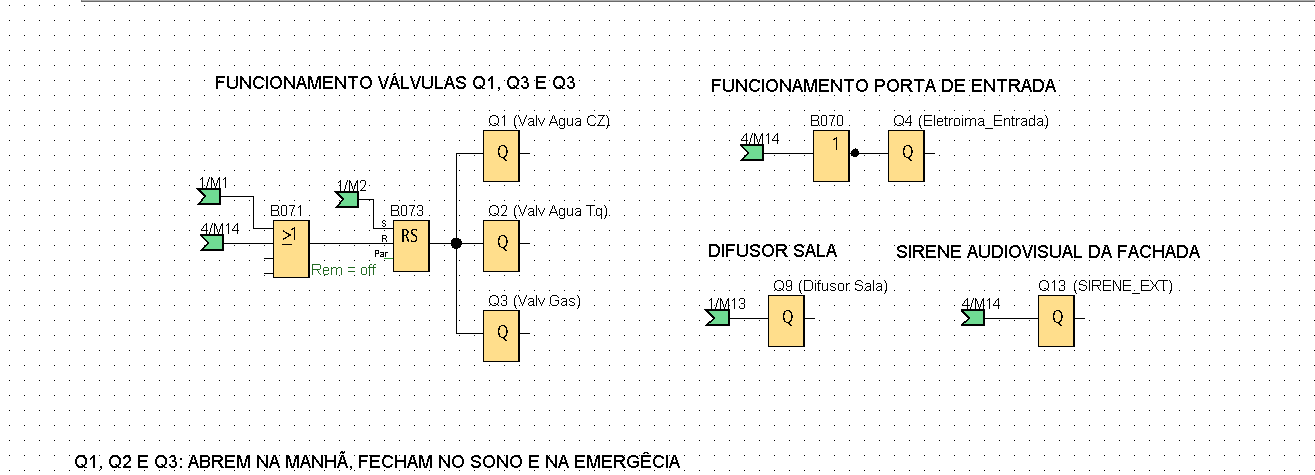 FUNCIONAMENTO VÁLVULAS Q1, Q3 E Q3
FUNCIONAMENTO PORTA DE ENTRADA
Q1 (Valv Agua CZ)
B070
Q4 (Eletroima_Entrada)
4/M14
1
Q
Q
1/M1
1/M2
B071
B073
Q2 (Valv Agua Tq)
4/M14
≥1
S
R
RS
Par
Q
Rem = off
DIFUSOR SALA
SIRENE AUDIOVISUAL DA FACHADA
Q9 (Difusor Sala)
Q13 (SIRENE_EXT)
Q3 (Valv Gas)
1/M13
4/M14
Q
Q
Q
Q1, Q2 E Q3: ABREM NA MANHÃ, FECHAM NO SONO E NA EMERGÊCIA